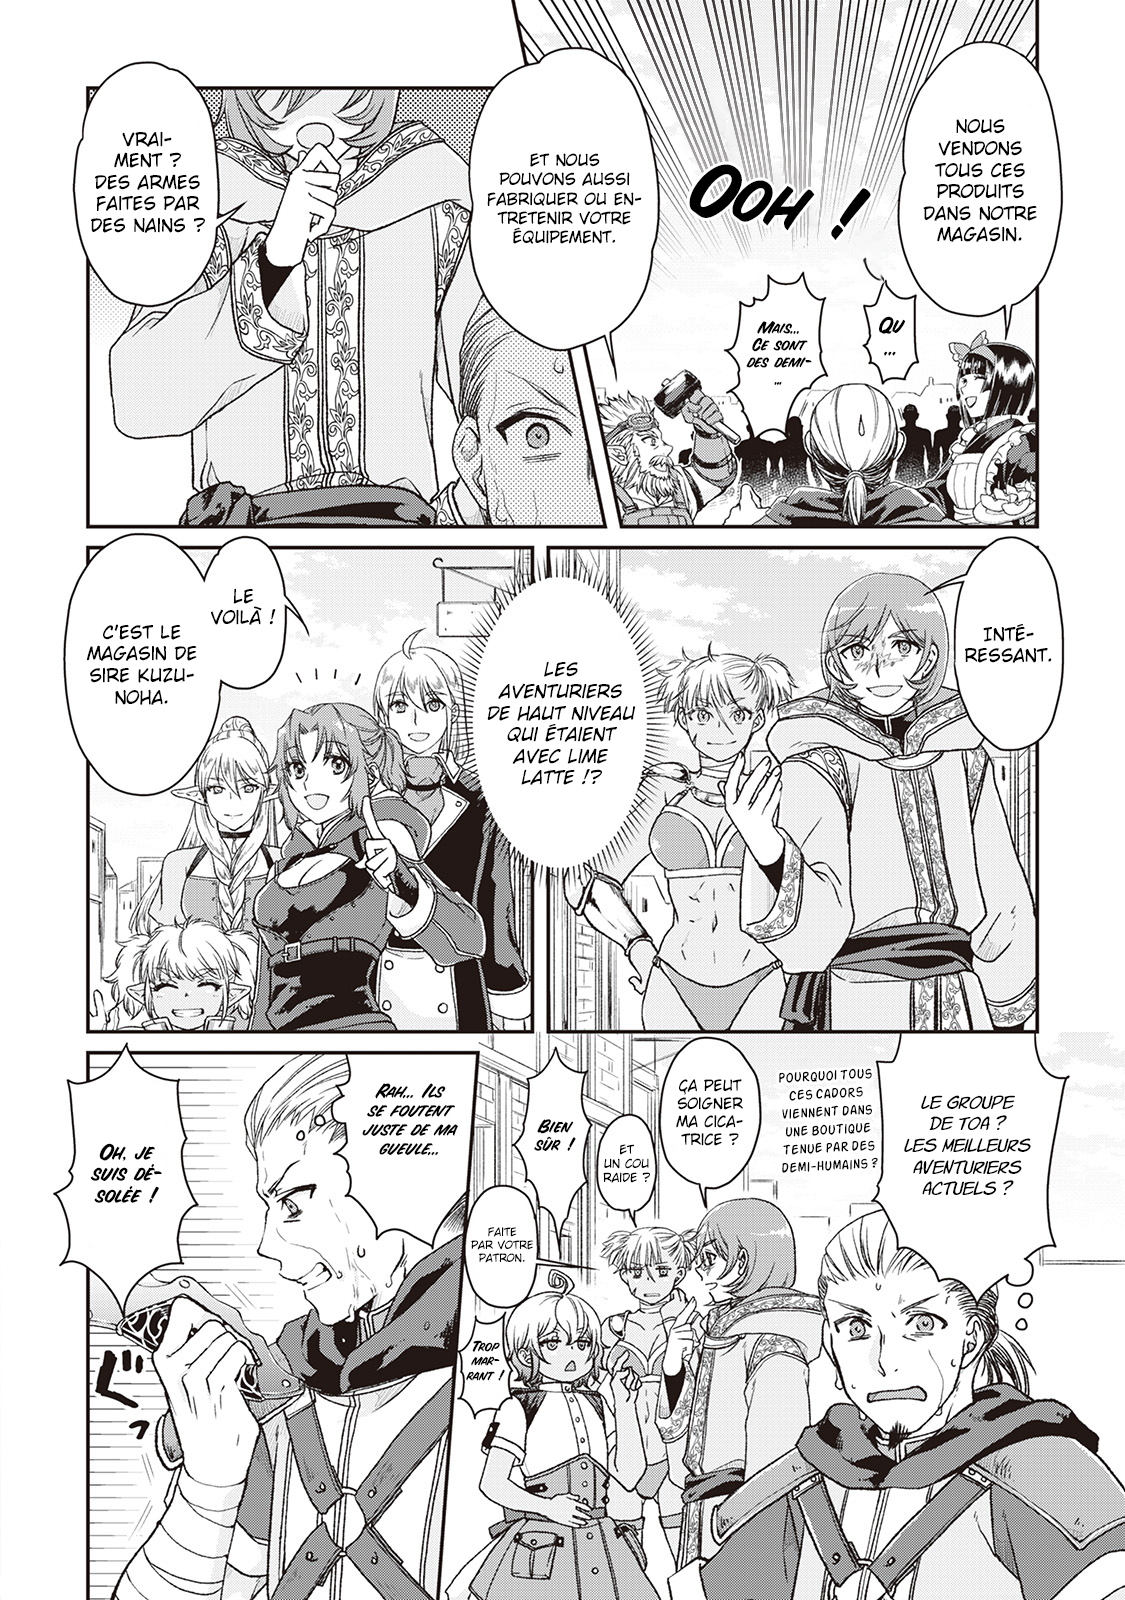 NOUS
VENDONS
TOUS CES
PRODUITS
DANS NOTRE
MAGASIN.
OOH !
ET NOUS
POUVONS AUSSI
FABRIQUER OU EN-
TRETENIR VOTRE
ÉQUIPEMENT.
QU
...
MAIS...
CE SONT
DES DEMI-
...
VRAI-
MENT ?
DES ARMES
FAITES PAR
DES NAINS ?
INTÉ-
RESSANT.
LES
AVENTURIERS
DE HAUT NIVEAU
QUI ÉTAIENT
AVEC LIME
LATTE !?
LE
VOILÀ !
C'EST LE
MAGASIN DE
SIRE KUZU-
NOHA.
LE GROUPE
DE TOA ?
LES MEILLEURS
AVENTURIERS
ACTUELS ?
POURQUOI TOUS
CES CADORS
VIENNENT DANS
UNE BOUTIQUE
TENUE PAR DES
DEMI-HUMAINS ?
ÇA PEUT
SOIGNER
MA CICA-
TRICE ?
ET
UN COU
RAIDE ?
BIEN
SÛR !
FAITE
PAR VOTRE
PATRON.
TROP
MAR-
RANT !
RAH... ILS
SE FOUTENT
JUSTE DE MA
GUEULE...
OH, JE
SUIS DÉ-
SOLÉE !
ぐ